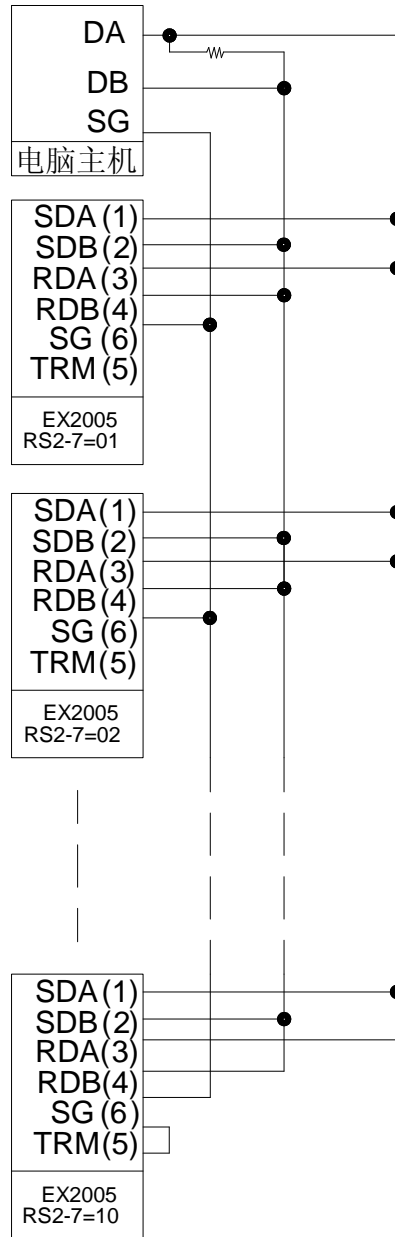 DA
DB
SG
电脑主机
SDA(1)
SDB(2)
RDA(3)
RDB(4)
SG(6)
TRM(5)
EX2005
RS2-7=01
SDA(1)
SDB(2)
RDA(3)
RDB(4)
SG(6)
TRM(5)
EX2005
RS2-7=02
SDA(1)
SDB(2)
RDA(3)
RDB(4)
SG(6)
TRM(5)
EX2005
RS2-7=10